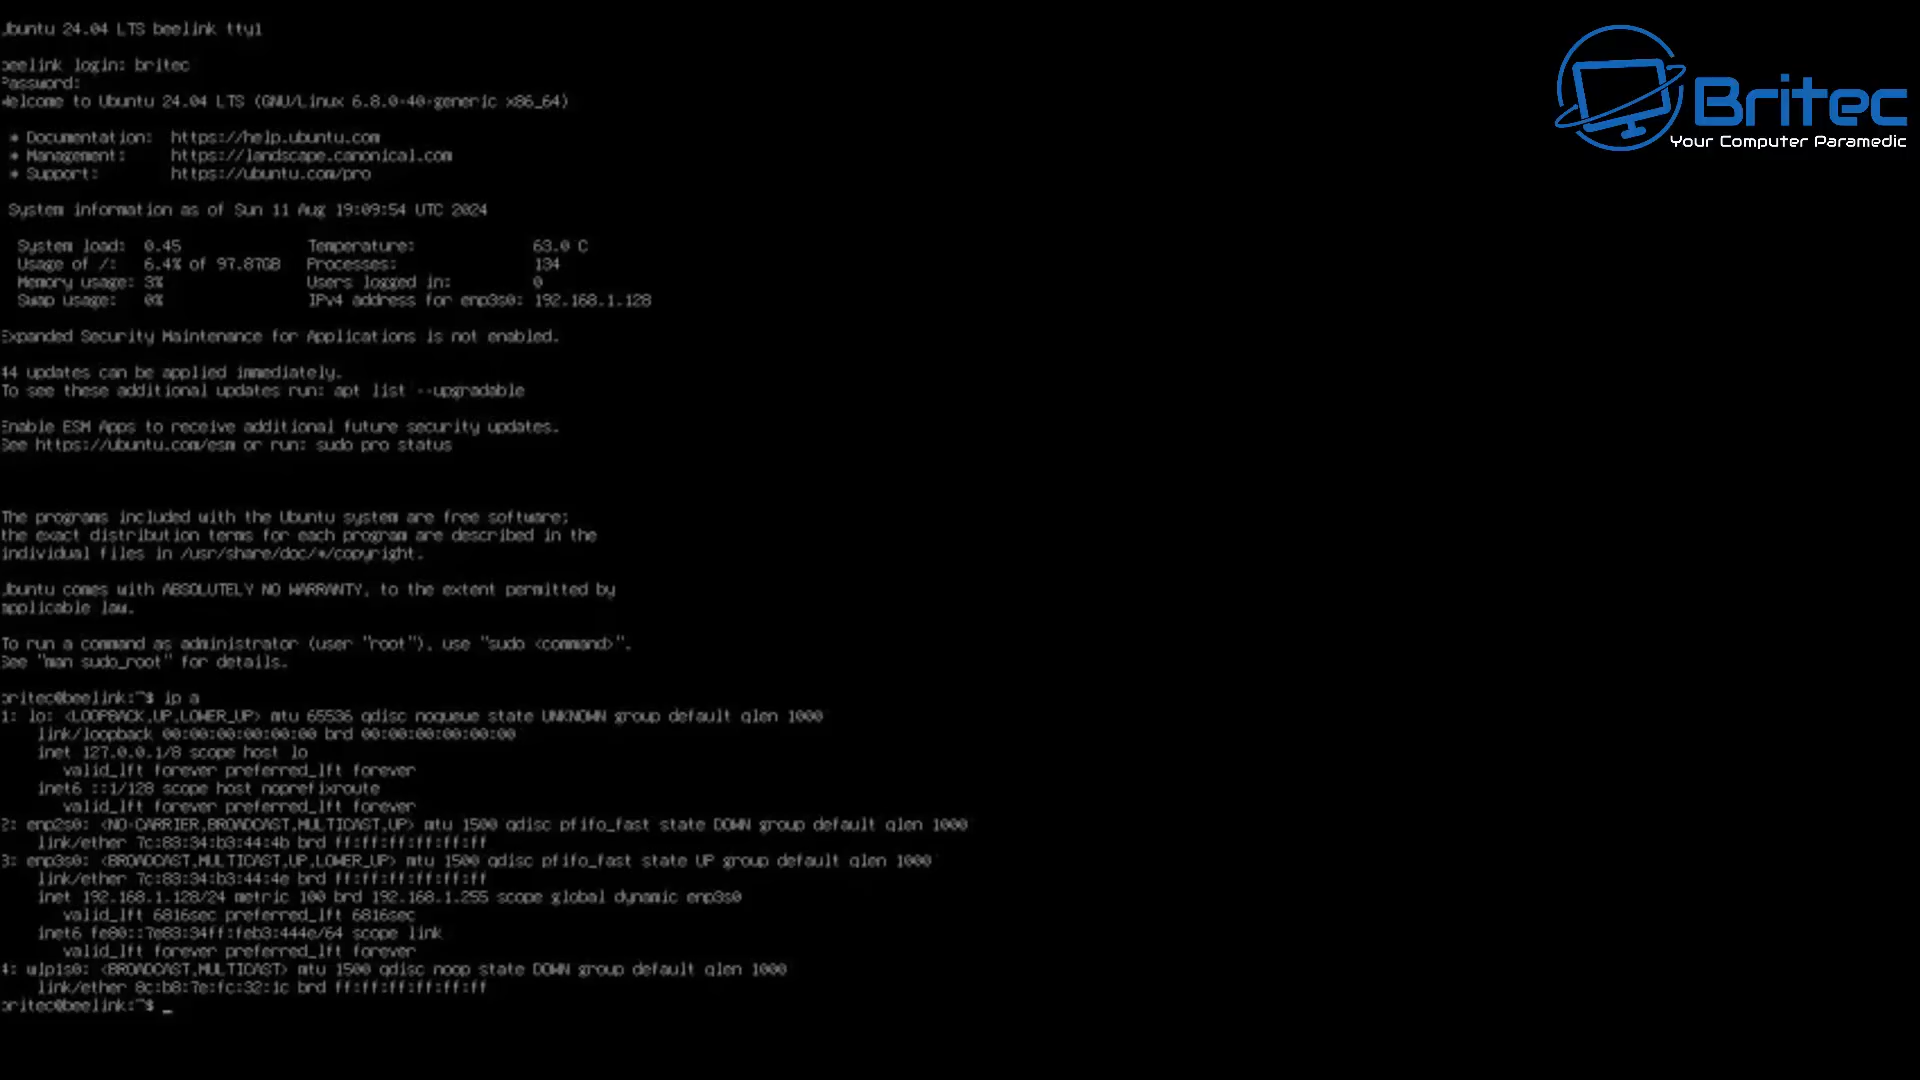 Ubuntu 24.04 LTS beelink tty1
beelink login: britec
Password:
Welcome to Ubuntu 24.04 LTS (GNU/Linux 6.8.0-40-generic x86_64)
* Documentation: https://help.ubuntu.com
* Management: https://landscape.canonical.com
* Support: https://ubuntu.com/pro
System information as of Sun 11 Aug 19:09:54 UTC 2024
System load: 0.45 Temperature: 63.0 C
Usage of /: 6.4% of 97.87GB Processes: 134
Memory usage: 3% Users logged in: 0
Swap usage: 0% IPv4 address for enp3s0: 192.168.1.128
Expanded Security Maintenance for Applications is not enabled.
44 updates can be applied immediately.
To see these additional updates run: apt list --upgradable
Enable ESM Apps to receive additional future security updates.
See https://ubuntu.com/esm or run: sudo pro status
The programs included with the Ubuntu system are free software;
the exact distribution terms for each program are described in the
individual files in /usr/share/doc/*/copyright.
Ubuntu comes with ABSOLUTELY NO WARRANTY, to the extent permitted by
applicable law.
To run a command as administrator (user "root"), use "sudo <command>".
See "man sudo_root" for details.
britec@beelink:~$ ip a
1: lo: <LOOPBACK,UP,LOWER_UP> mtu 65536 qdisc noqueue state UNKNOWN group default qlen 1000
link/loopback 00:00:00:00:00:00 brd 00:00:00:00:00:00
inet 127.0.0.1/8 scope host lo
valid_lft forever preferred_lft forever
inet6 ::1/128 scope host noprefixroute
valid_lft forever preferred_lft forever
2: enp2s0: <NO-CARRIER,BROADCAST,MULTICAST,UP> mtu 1500 qdisc pfifo_fast state DOWN group default qlen 1000
link/ether 7c:83:34:b3:44:4b brd ff:ff:ff:ff:ff:ff
3: enp3s0: <BROADCAST,MULTICAST,UP,LOWER_UP> mtu 1500 qdisc pfifo_fast state UP group default qlen 1000
link/ether 7c:83:34:b3:44:4e brd ff:ff:ff:ff:ff:ff
inet 192.168.1.128/24 metric 100 brd 192.168.1.255 scope global dynamic enp3s0
valid_lft 6816sec preferred_lft 6816sec
inet6 fe80::7e83:34ff:feb3:444e/64 scope link
valid_lft forever preferred_lft forever
4: wlp1s0: <BROADCAST,MULTICAST> mtu 1500 qdisc noop state DOWN group default qlen 1000
link/ether 8c:b8:7e:fc:32:1c brd ff:ff:ff:ff:ff:ff
britec@beelink:~$ _
Britec
Your Computer Paramedic